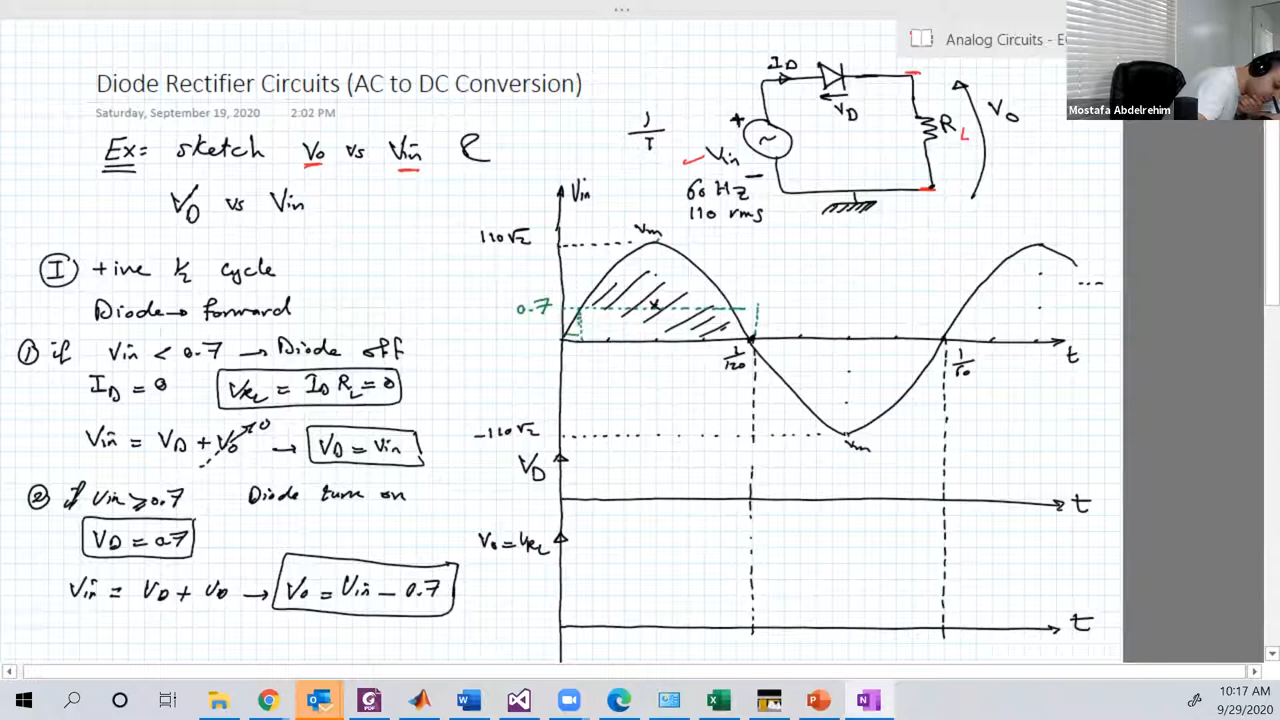 Analog Circuits - E
Mostafa Abdelrehim
Diode Rectifier Circuits (AC to DC Conversion)
Saturday, September 19, 2020 2:02 PM
Ex= sketch Vo vs Vin &
VD vs Vin
I +ive ½ cycle
Diode → forward
① if Vin < 0.7 → Diode off
ID = 0 VRL = ID RL = 0
Vin = VD + Vo → 0 → VD = Vin
② if Vin ⩾ 0.7 Diode turn on
VD = 0.7
Vin = VD + VD → Vo = Vin - 0.7
1/T
ID
VD
+
~
RL
Vo
Vin
-
60 Hz
110 rms
Vin
110√2
Vm
0.7
x
1/120
1/60
t
...
-110√2
Vm
VD
t
Vo = VRL
t
PDF
10:17 AM
9/29/2020